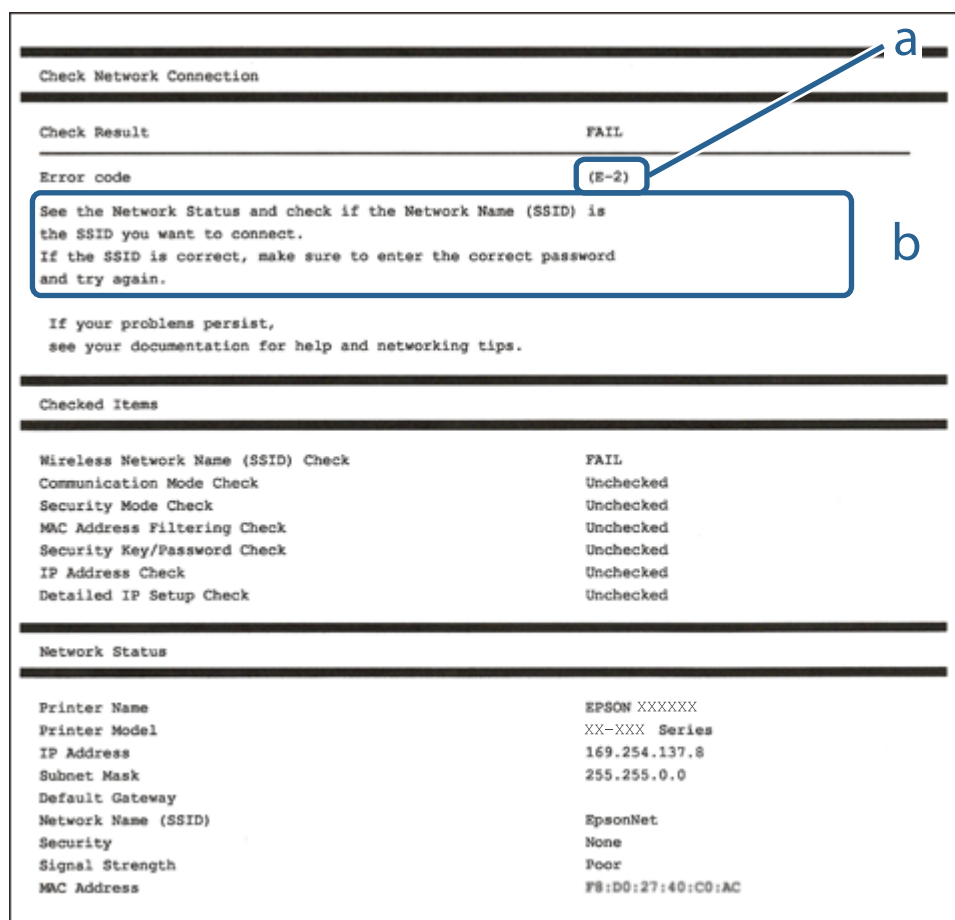 a
Check Network Connection
Check Result FAIL
Error code (E-2)
See the Network Status and check if the Network Name (SSID) is
the SSID you want to connect.
If the SSID is correct, make sure to enter the correct password
and try again.
b
If your problems persist,
see your documentation for help and networking tips.
Checked Items
Wireless Network Name (SSID) Check FAIL
Communication Mode Check Unchecked
Security Mode Check Unchecked
MAC Address Filtering Check Unchecked
Security Key/Password Check Unchecked
IP Address Check Unchecked
Detailed IP Setup Check Unchecked
Network Status
Printer Name EPSON XXXXXX
Printer Model XX-XXX Series
IP Address 169.254.137.8
Subnet Mask 255.255.0.0
Default Gateway
Network Name (SSID) EpsonNet
Security None
Signal Strength Poor
MAC Address F8:D0:27:40:C0:AC